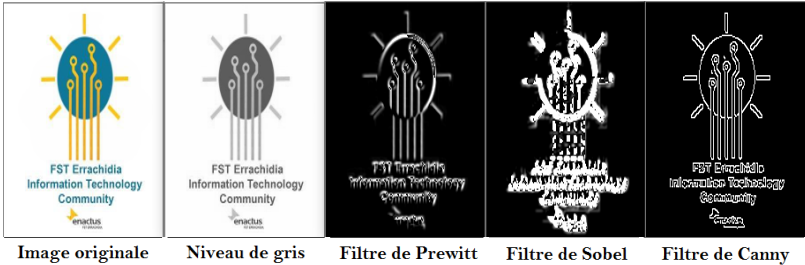 FST Errachidia
Information Technology
Community
enactus
FST Errachidia
Information Technology
Community
enactus
FST Errachidia
Information Technology
Community
FST Errachidia
Information Technology
Community
enactus
Image originale
Niveau de gris
Filtre de Prewitt
Filtre de Sobel
Filtre de Canny